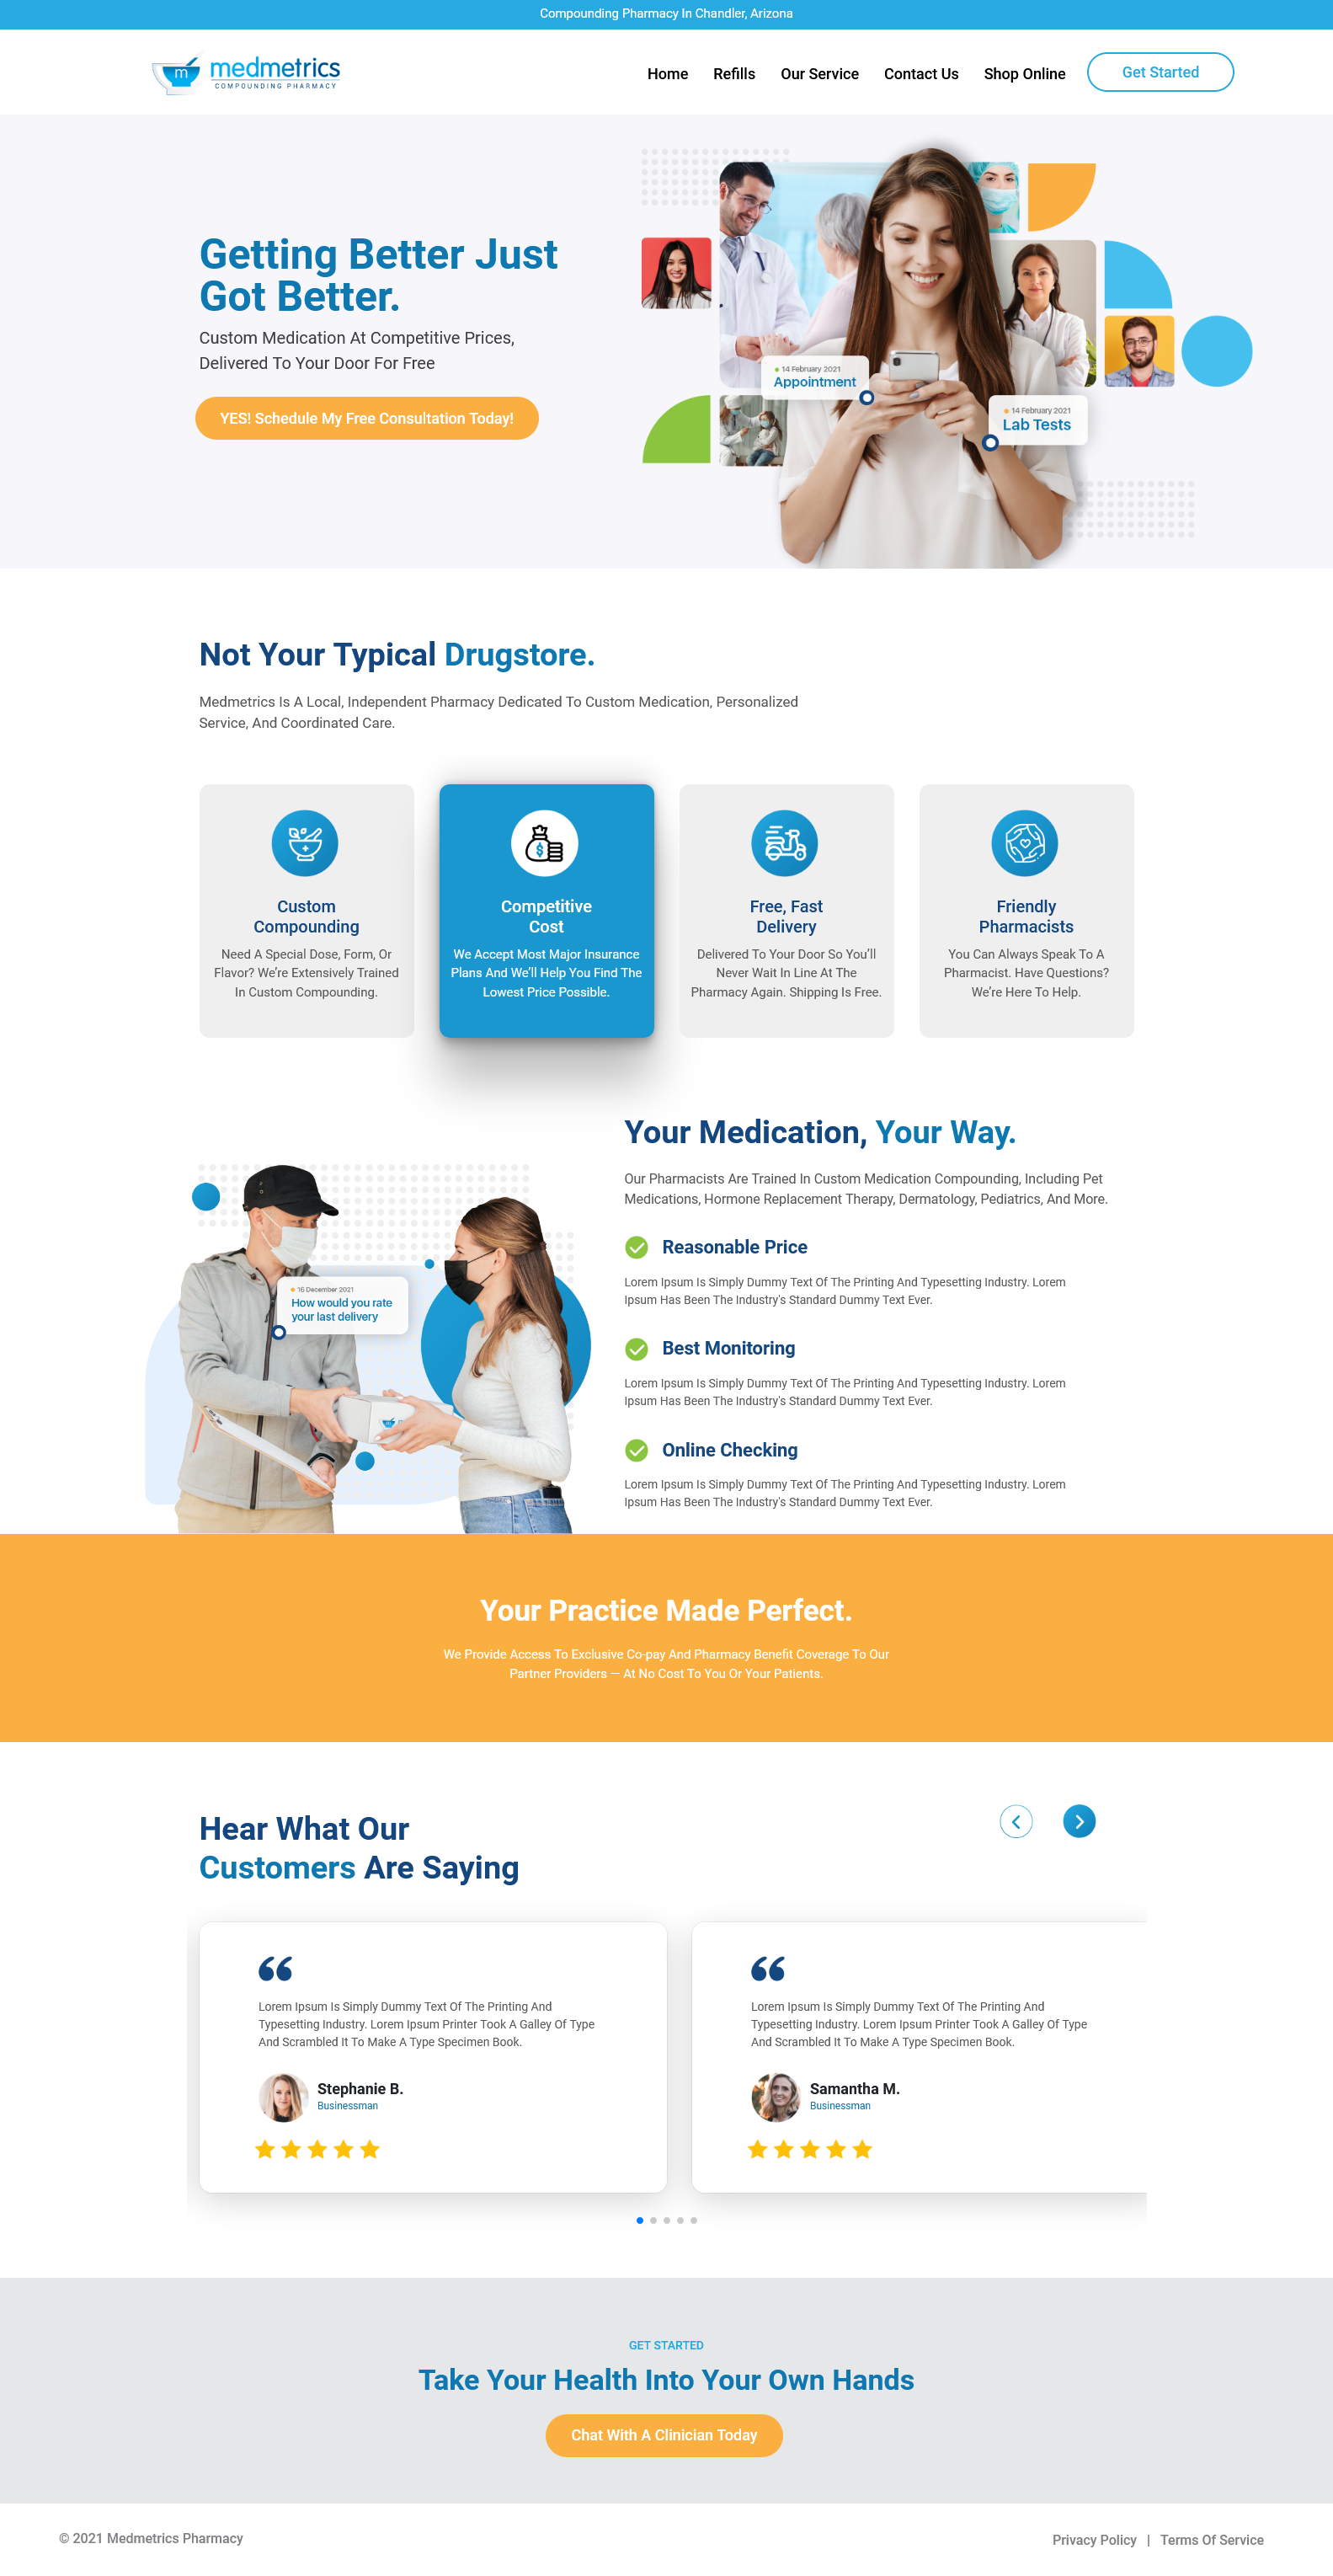 Compounding Pharmacy In Chandler, Arizona
m
medmetrics
COMPOUNDING PHARMACY
Home Refills Our Service Contact Us Shop Online Get Started
Getting Better Just
Got Better.
Custom Medication At Competitive Prices,
Delivered To Your Door For Free
YES! Schedule My Free Consultation Today!
14 February 2021
Appointment
14 February 2021
Lab Tests
Not Your Typical Drugstore.
Medmetrics Is A Local, Independent Pharmacy Dedicated To Custom Medication, Personalized
Service, And Coordinated Care.
Custom
Compounding
Need A Special Dose, Form, Or
Flavor? We’re Extensively Trained
In Custom Compounding.
$
Competitive
Cost
We Accept Most Major Insurance
Plans And We’ll Help You Find The
Lowest Price Possible.
Free, Fast
Delivery
Delivered To Your Door So You’ll
Never Wait In Line At The
Pharmacy Again. Shipping Is Free.
Friendly
Pharmacists
You Can Always Speak To A
Pharmacist. Have Questions?
We’re Here To Help.
Your Medication, Your Way.
Our Pharmacists Are Trained In Custom Medication Compounding, Including Pet
Medications, Hormone Replacement Therapy, Dermatology, Pediatrics, And More.
16 December 2021
How would you rate
your last delivery
Reasonable Price
Lorem Ipsum Is Simply Dummy Text Of The Printing And Typesetting Industry. Lorem
Ipsum Has Been The Industry's Standard Dummy Text Ever.
Best Monitoring
Lorem Ipsum Is Simply Dummy Text Of The Printing And Typesetting Industry. Lorem
Ipsum Has Been The Industry's Standard Dummy Text Ever.
Online Checking
Lorem Ipsum Is Simply Dummy Text Of The Printing And Typesetting Industry. Lorem
Ipsum Has Been The Industry's Standard Dummy Text Ever.
Your Practice Made Perfect.
We Provide Access To Exclusive Co-pay And Pharmacy Benefit Coverage To Our
Partner Providers — At No Cost To You Or Your Patients.
Hear What Our
Customers Are Saying
“
Lorem Ipsum Is Simply Dummy Text Of The Printing And
Typesetting Industry. Lorem Ipsum Printer Took A Galley Of Type
And Scrambled It To Make A Type Specimen Book.
Stephanie B.
Businessman
“
Lorem Ipsum Is Simply Dummy Text Of The Printing And
Typesetting Industry. Lorem Ipsum Printer Took A Galley Of Type
And Scrambled It To Make A Type Specimen Book.
Samantha M.
Businessman
GET STARTED
Take Your Health Into Your Own Hands
Chat With A Clinician Today
© 2021 Medmetrics Pharmacy
Privacy Policy | Terms Of Service